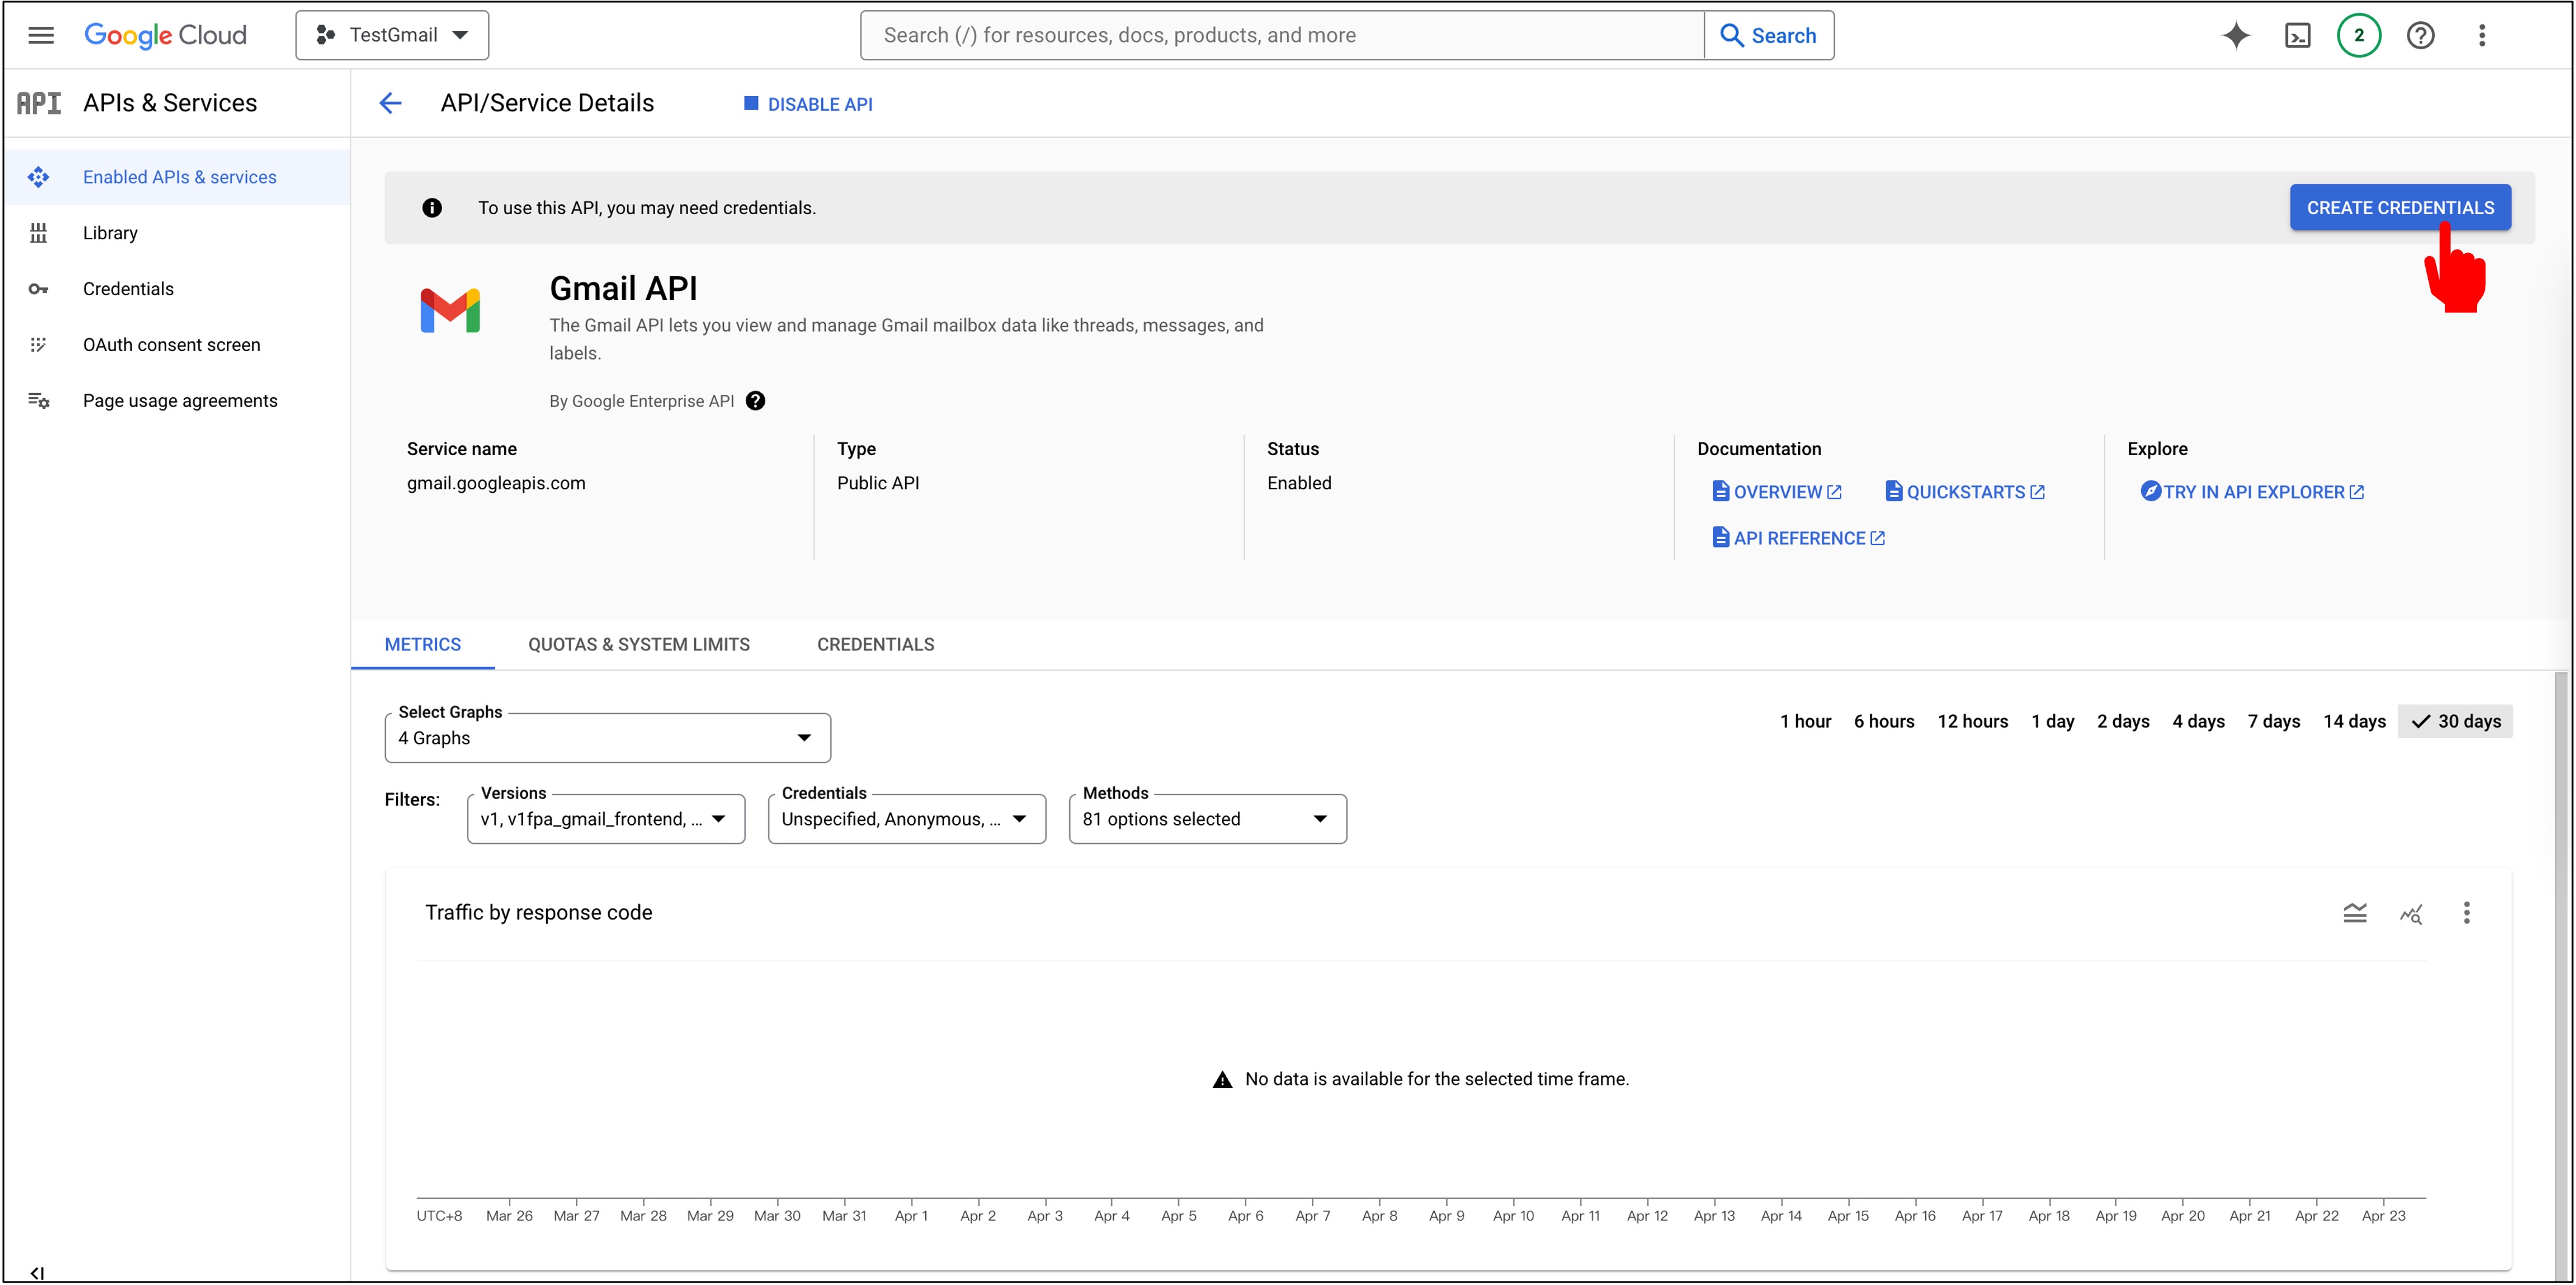 Google Cloud
TestGmail
Search (/) for resources, docs, products, and more
Search
2
API
APIs & Services
API/Service Details
DISABLE API
Enabled APIs & services
Library
Credentials
OAuth consent screen
Page usage agreements
To use this API, you may need credentials.
CREATE CREDENTIALS
Gmail API
The Gmail API lets you view and manage Gmail mailbox data like threads, messages, and
labels.
By Google Enterprise API
Service name
gmail.googleapis.com
Type
Public API
Status
Enabled
Documentation
OVERVIEW
QUICKSTARTS
API REFERENCE
Explore
TRY IN API EXPLORER
METRICS
QUOTAS & SYSTEM LIMITS
CREDENTIALS
Select Graphs
4 Graphs
1 hour
6 hours
12 hours
1 day
2 days
4 days
7 days
14 days
30 days
Filters:
Versions
v1, v1fpa_gmail_frontend, ...
Credentials
Unspecified, Anonymous, ...
Methods
81 options selected
Traffic by response code
No data is available for the selected time frame.
UTC+8 Mar 26 Mar 27 Mar 28 Mar 29 Mar 30 Mar 31 Apr 1 Apr 2 Apr 3 Apr 4 Apr 5 Apr 6 Apr 7 Apr 8 Apr 9 Apr 10 Apr 11 Apr 12 Apr 13 Apr 14 Apr 15 Apr 16 Apr 17 Apr 18 Apr 19 Apr 20 Apr 21 Apr 22 Apr 23